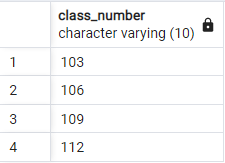 class_number
character varying (10)
1 103
2 106
3 109
4 112